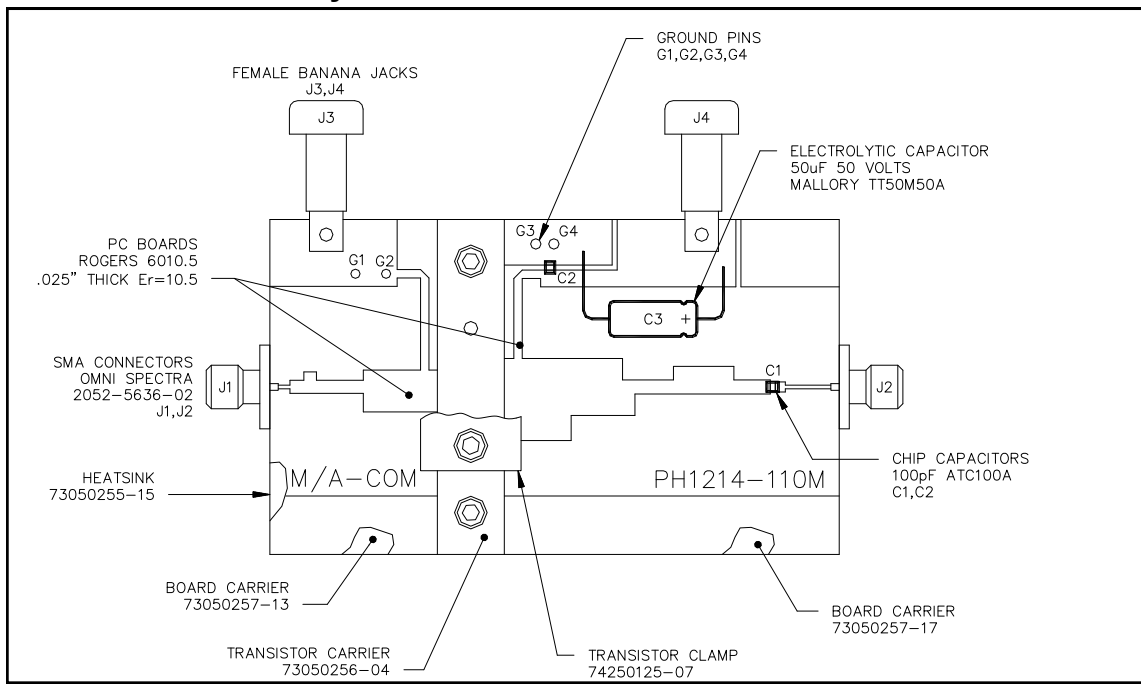 GROUND PINS
G1,G2,G3,G4
FEMALE BANANA JACKS
J3,J4
J3
J4
ELECTROLYTIC CAPACITOR
50uF 50 VOLTS
MALLORY TT50M50A
PC BOARDS
ROGERS 6010.5
.025" THICK Er=10.5
G1
G2
G3
G4
C2
C3
+
SMA CONNECTORS
OMNI SPECTRA
2052-5636-02
J1,J2
J1
C1
J2
HEATSINK
73050255-15
M/A-COM
PH1214-110M
CHIP CAPACITORS
100pF ATC100A
C1,C2
BOARD CARRIER
73050257-13
BOARD CARRIER
73050257-17
TRANSISTOR CARRIER
73050256-04
TRANSISTOR CLAMP
74250125-07